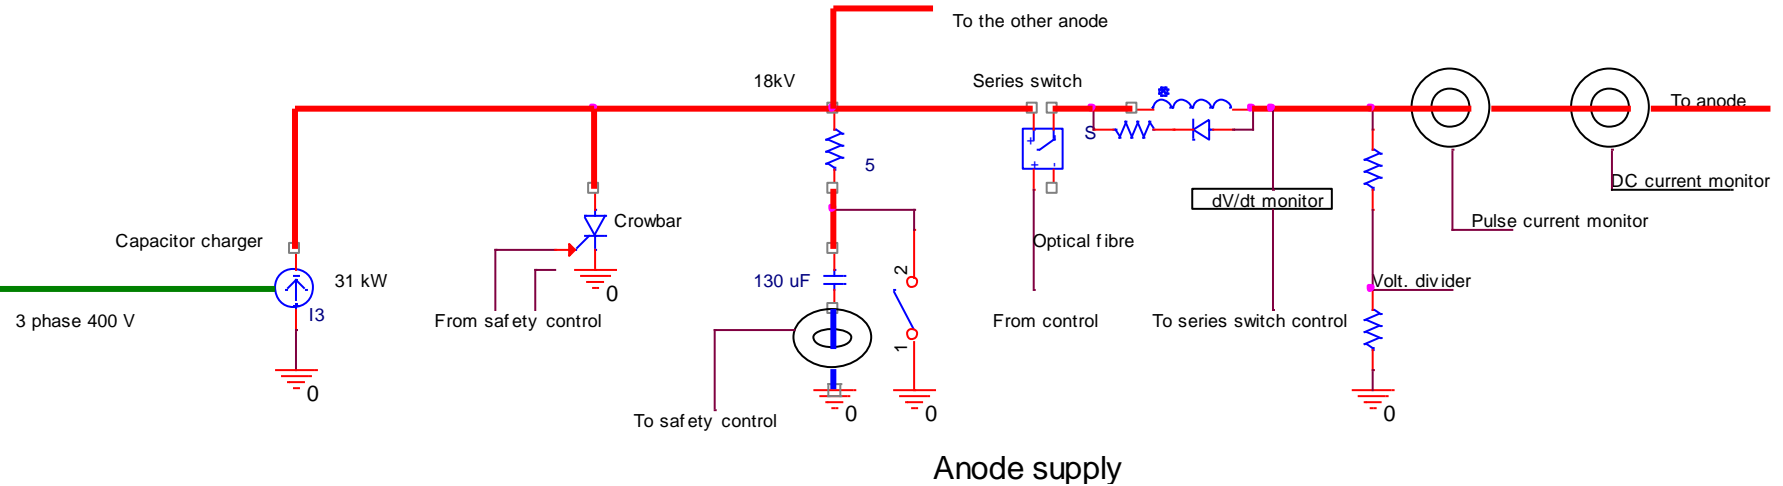 To the other anode
18kV
Series switch
To anode
S
5
dV/dt monitor
DC current monitor
Crowbar
Pulse current monitor
Capacitor charger
Optical fibre
31 kW
130 uF
2
Volt. divider
0
I3
3 phase 400 V
From safety control
From control
To series switch control
1
0
To safety control
0
0
0
Anode supply